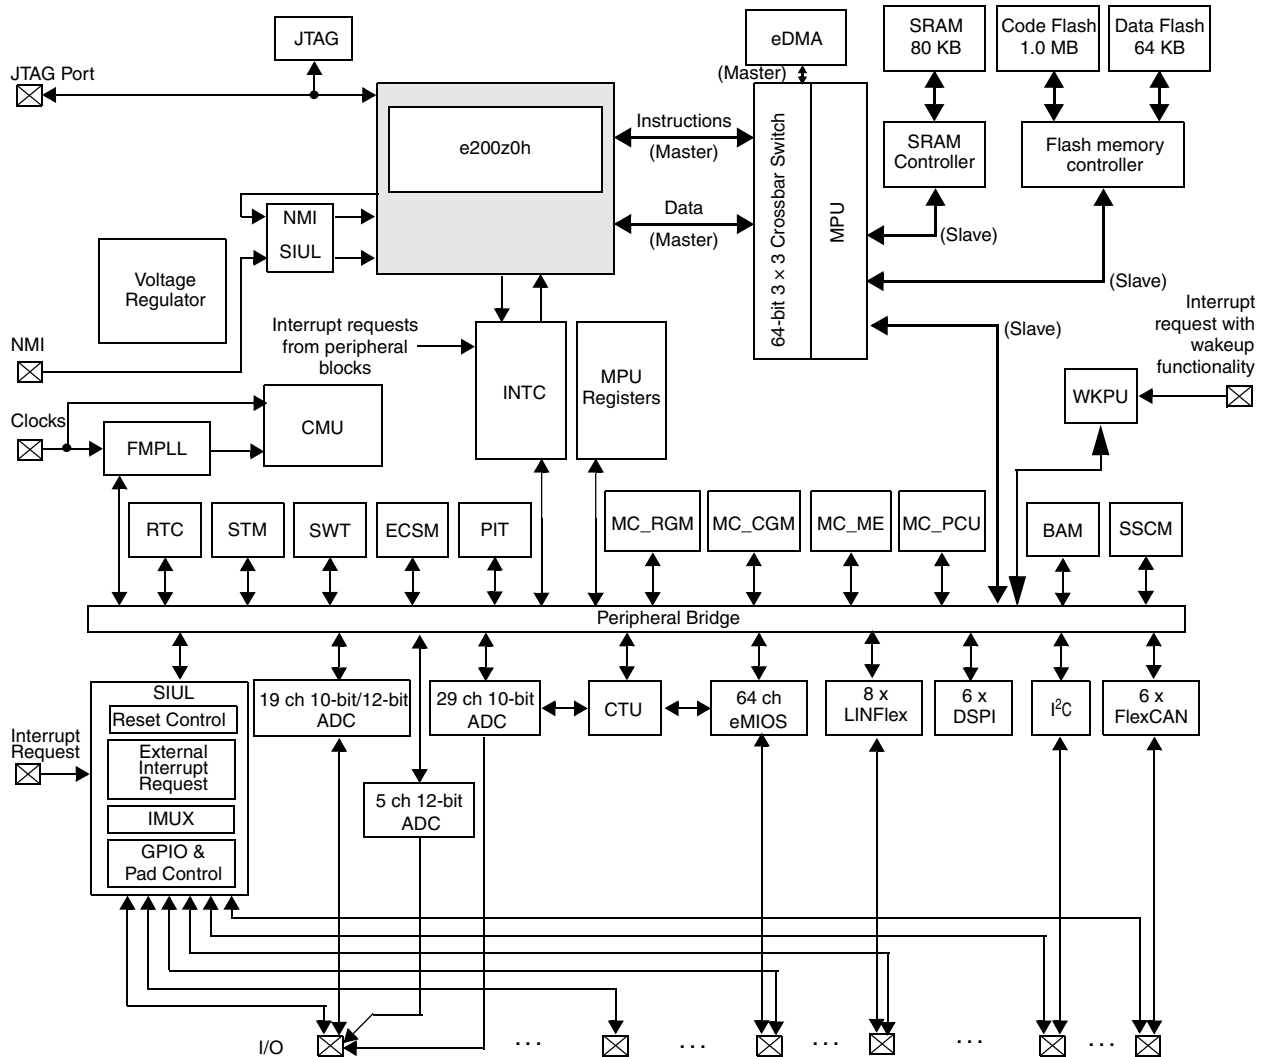 JTAG
eDMA
SRAM
80 KB
Code Flash
1.0 MB
Data Flash
64 KB
JTAG Port
(Master)
e200z0h
Instructions
(Master)
Data
(Master)
64-bit 3 × 3 Crossbar Switch
MPU
SRAM
Controller
Flash memory
controller
(Slave)
(Slave)
(Slave)
NMI
SIUL
Voltage
Regulator
NMI
Interrupt requests
from peripheral
blocks
INTC
MPU
Registers
Interrupt
request with
wakeup
functionality
WKPU
Clocks
FMPLL
CMU
RTC
STM
SWT
ECSM
PIT
MC_RGM
MC_CGM
MC_ME
MC_PCU
BAM
SSCM
Peripheral Bridge
SIUL
Reset Control
External
Interrupt
Request
IMUX
GPIO &
Pad Control
Interrupt
Request
19 ch 10-bit/12-bit
ADC
29 ch 10-bit
ADC
CTU
64 ch
eMIOS
8 x
LINFlex
6 x
DSPI
I²C
6 x
FlexCAN
5 ch 12-bit
ADC
I/O
. . .
. . .
. . .
. . .
. . .